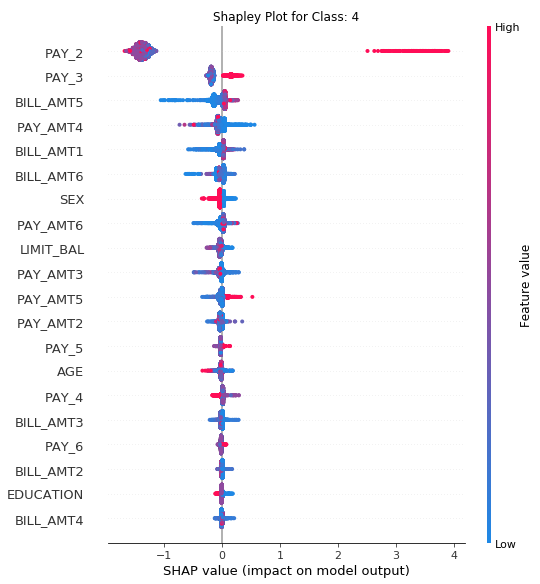 Shapley Plot for Class: 4
High
PAY_2
PAY_3
BILL_AMT5
PAY_AMT4
BILL_AMT1
BILL_AMT6
SEX
PAY_AMT6
LIMIT_BAL
PAY_AMT3
PAY_AMT5
PAY_AMT2
PAY_5
AGE
PAY_4
BILL_AMT3
PAY_6
BILL_AMT2
EDUCATION
BILL_AMT4
Feature value
Low
−1 0 1 2 3 4
SHAP value (impact on model output)